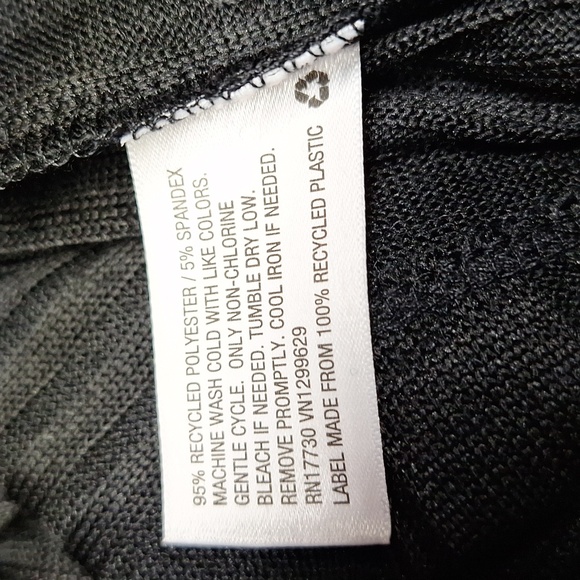 95% RECYCLED POLYESTER / 5% SPANDEX
MACHINE WASH COLD WITH LIKE COLORS.
GENTLE CYCLE. ONLY NON-CHLORINE
BLEACH IF NEEDED. TUMBLE DRY LOW.
REMOVE PROMPTLY. COOL IRON IF NEEDED.
RN17730 VN1299629
LABEL MADE FROM 100% RECYCLED PLASTIC